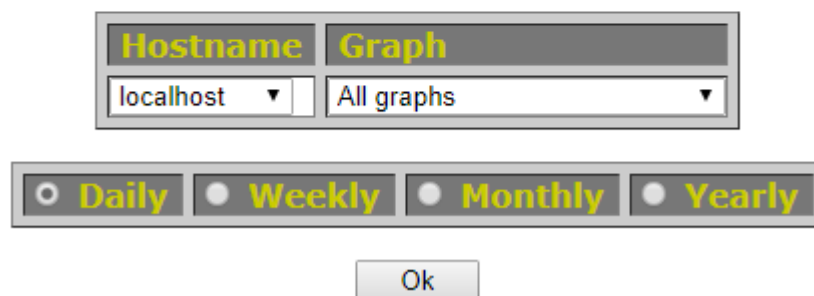 Hostname Graph
localhost All graphs
Daily Weekly Monthly Yearly
Ok